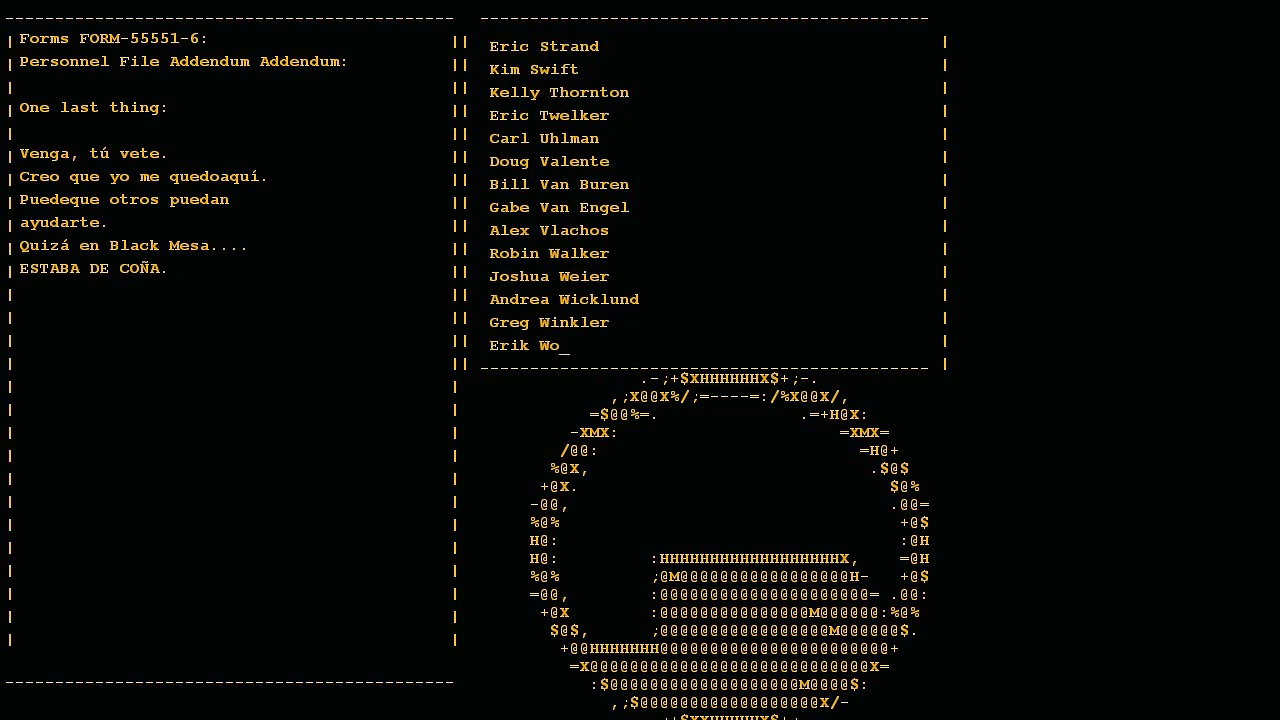 Forms FORM-55551-6:
Personnel File Addendum Addendum:
One last thing:
Venga, tú vete.
Creo que yo me quedoaquí.
Puedeque otros puedan
ayudarte.
Quizá en Black Mesa....
ESTABA DE COÑA.
Eric Strand
Kim Swift
Kelly Thornton
Eric Twelker
Carl Uhlman
Doug Valente
Bill Van Buren
Gabe Van Engel
Alex Vlachos
Robin Walker
Joshua Weier
Andrea Wicklund
Greg Winkler
Erik Wo_